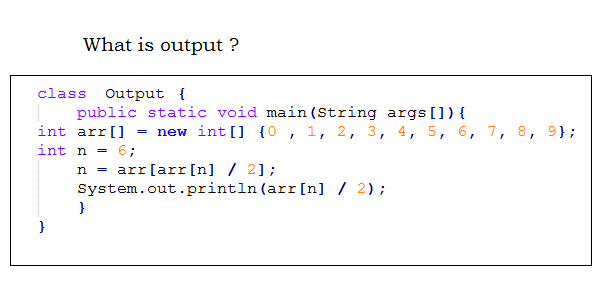 What is output ?
class  Output {
public static void main(String args[]){
int arr[] = new int[] {0 , 1, 2, 3, 4, 5, 6, 7, 8, 9};
int n = 6;
n = arr[arr[n] / 2];
System.out.println(arr[n] / 2);
}
}